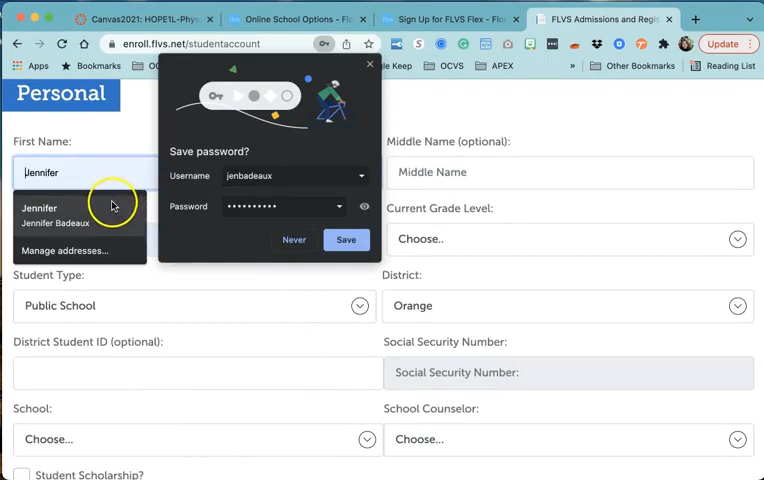 Canvas2021: HOPE1L-Phys
Online School Options - Flo
Sign Up for FLVS Flex - Flor
FLVS Admissions and Regis
enroll.flvs.net/studentaccount
Update
Apps
Bookmarks
gle Keep
OCVS
APEX
»
Other Bookmarks
Reading List
Personal
Save password?
Username
jenbadeaux
Password
••••••••••
Never
Save
First Name:
Middle Name (optional):
Jennifer
Middle Name
Jennifer
Jennifer Badeaux
Manage addresses...
Current Grade Level:
Choose..
Student Type:
District:
Public School
Orange
District Student ID (optional):
Social Security Number:
Social Security Number:
School:
School Counselor:
Choose...
Choose...
Student Scholarship?